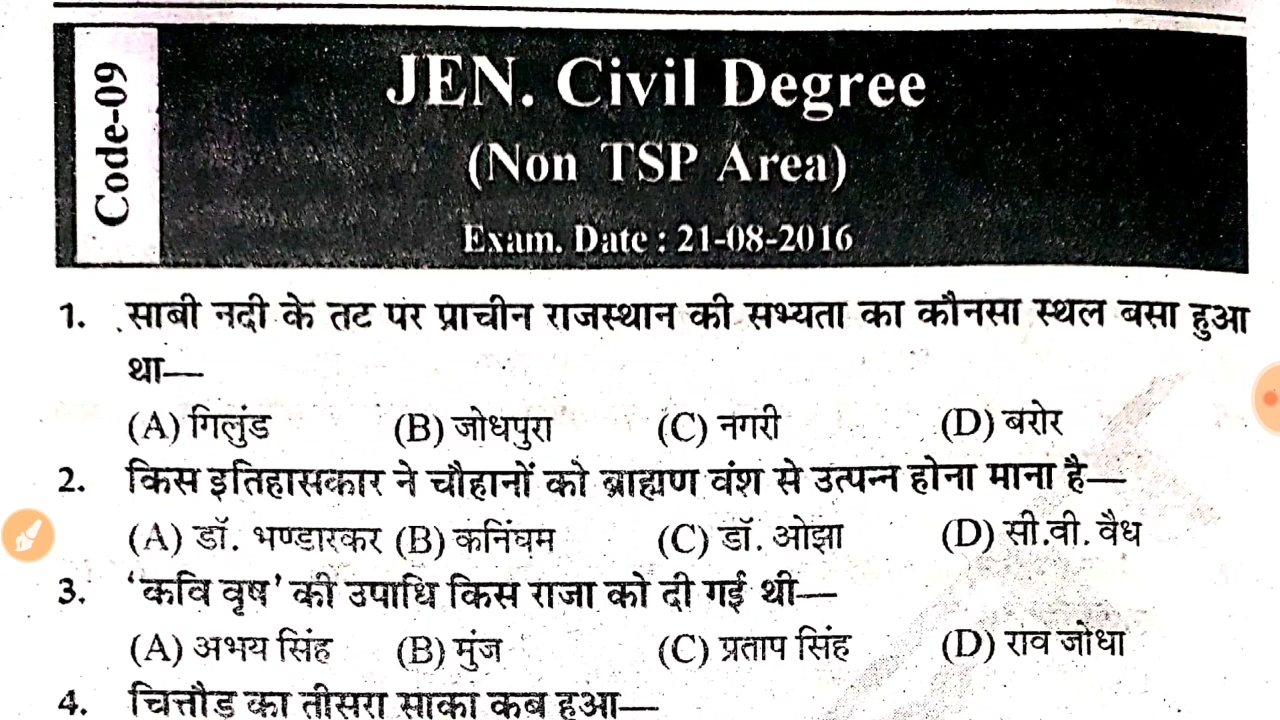 Code-09
JEN. Civil Degree
(Non TSP Area)
Exam. Date : 21-08-2016
1. साबी नदी के तट पर प्राचीन राजस्थान की सभ्यता का कौनसा स्थल बसा हुआ
था—
(A) गिलुंड (B) जोधपुरा (C) नगरी (D) बरोर
2. किस इतिहासकार ने चौहानों को ब्राह्मण वंश से उत्पन्न होना माना है—
(A) डॉ. भण्डारकर (B) कनिंघम (C) डॉ. ओझा (D) सी.वी. वैध
3. 'कवि वृष' की उपाधि किस राजा को दी गई थी—
(A) अभय सिंह (B) मुंज (C) प्रताप सिंह (D) राव जोधा
4. चित्तौड़ का तीसरा साका कब हुआ—